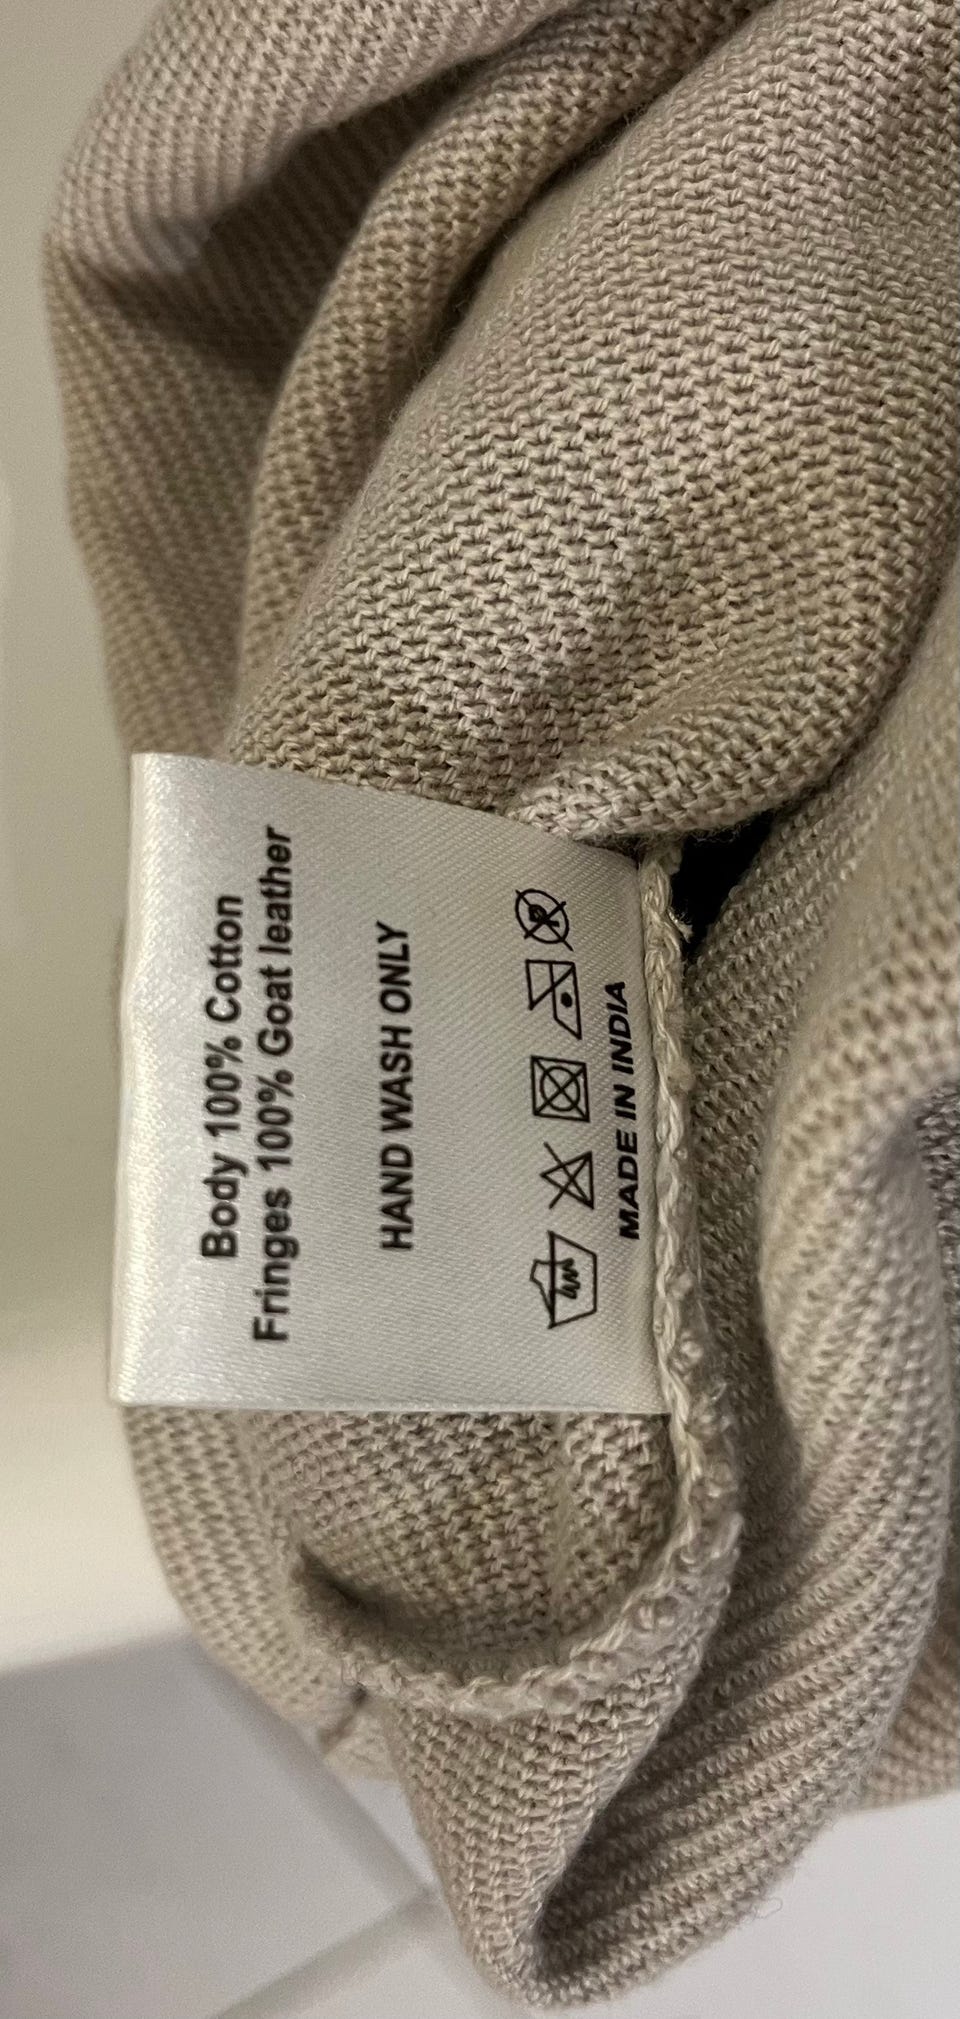 Body 100% Cotton
Fringes 100% Goat leather
HAND WASH ONLY
P
MADE IN INDIA